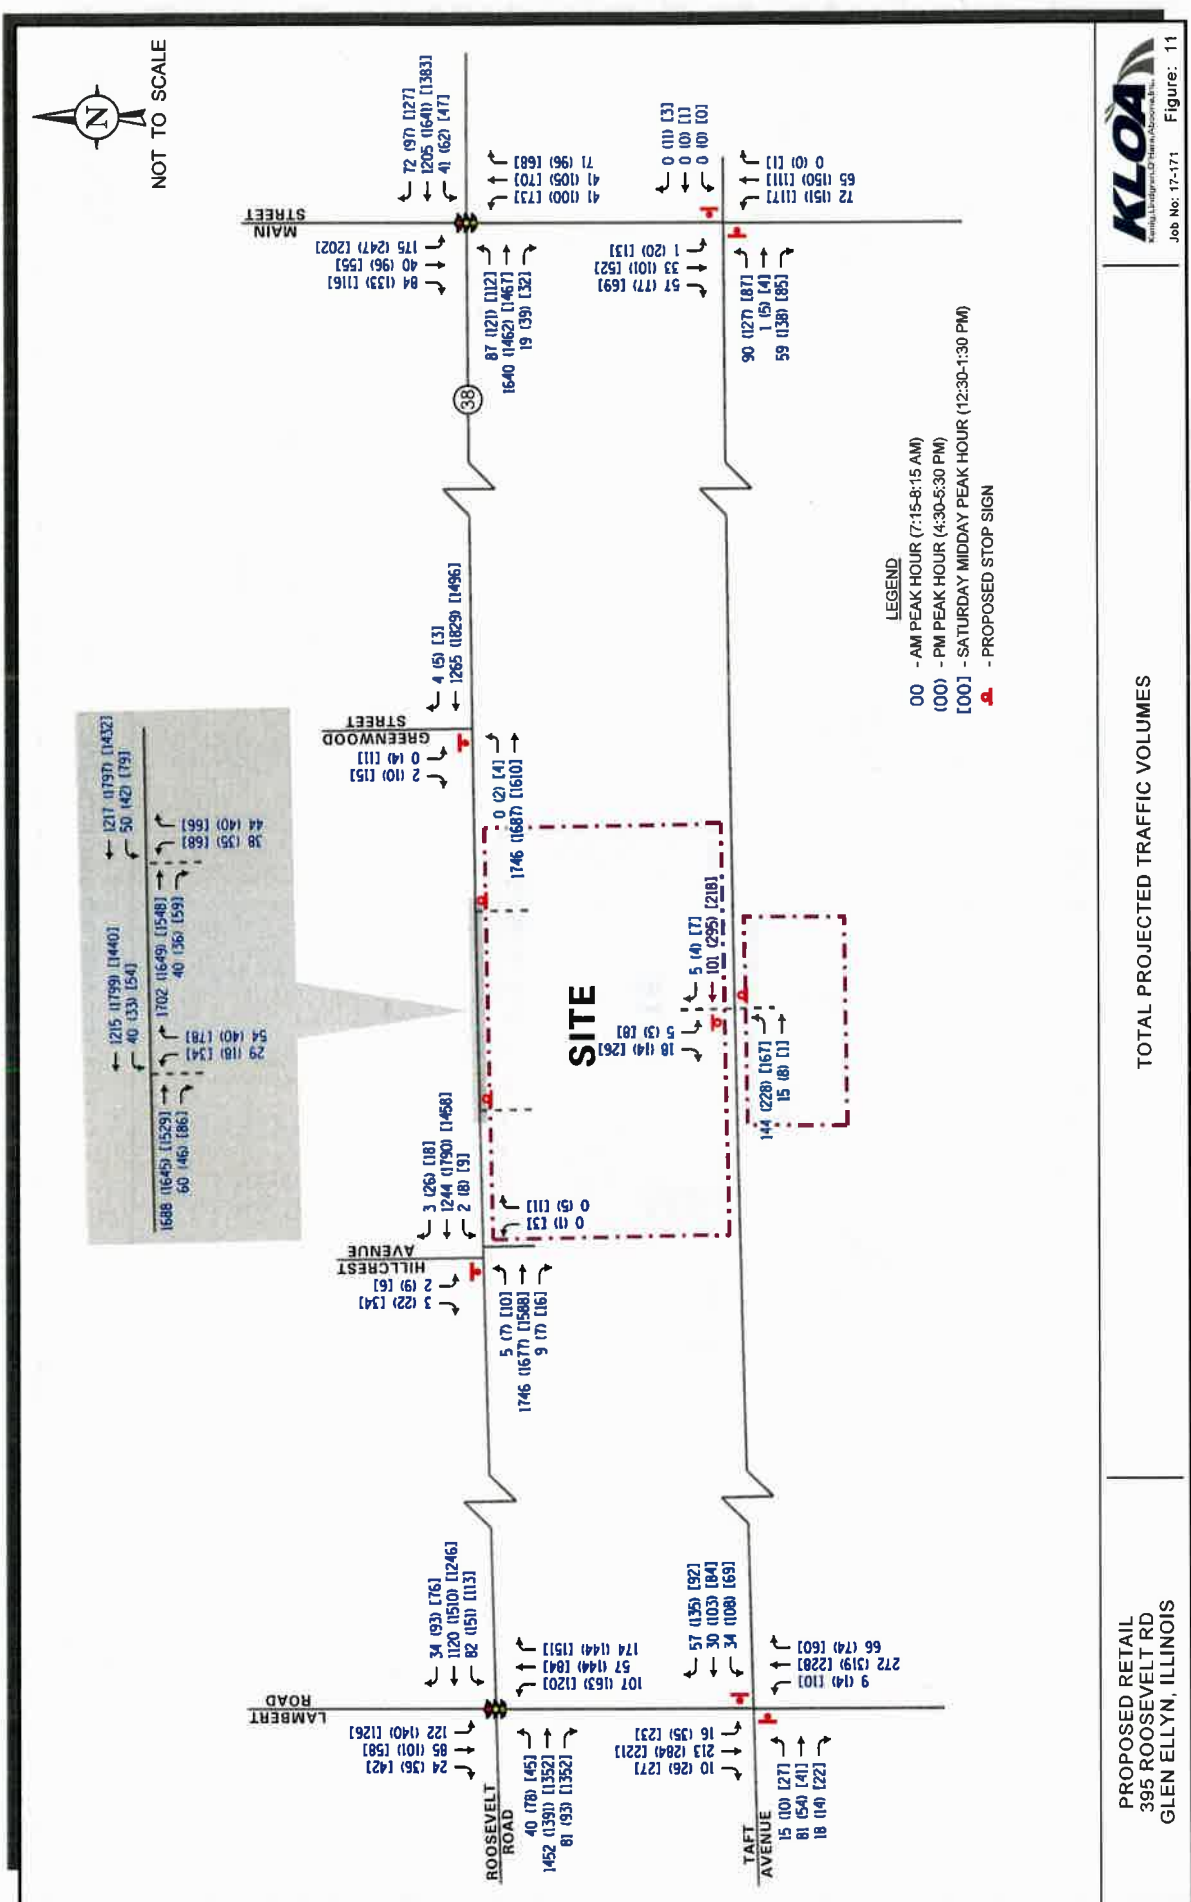 NOT TO SCALE
1217 (1797) [1432]
50 (42) [79]
1215 (1799) [1440]
40 (33) [54]
1688 (1645) [1529]
60 (46) [86]
29 (18) [34]
54 (40) [78]
1702 (1649) [1548]
40 (36) [59]
38 (35) [68]
44 (40) [66]
LAMBERT
ROAD
24 (36) [42]
85 (101) [58]
122 (140) [126]
34 (93) [76]
1120 (1510) [1246]
82 (151) [113]
ROOSEVELT
ROAD
40 (78) [45]
1452 (1391) [1352]
81 (93) [1352]
107 (163) [120]
57 (144) [84]
174 (144) [151]
HILLCREST
AVENUE
3 (22) [34]
2 (9) [6]
3 (26) [18]
1244 (1790) [1458]
2 (8) [9]
5 (7) [10]
1746 (1677) [1588]
9 (7) [16]
0 (1) [3]
0 (5) [11]
GREENWOOD
STREET
2 (10) [15]
0 (4) [1]
4 (5) [3]
1265 (1829) [1496]
0 (2) [4]
1746 (1687) [1610]
38
MAIN
STREET
84 (133) [116]
40 (96) [55]
175 (247) [202]
72 (97) [127]
1205 (1641) [1383]
41 (62) [47]
87 (121) [112]
1640 (1462) [1467]
19 (39) [32]
41 (100) [73]
41 (105) [70]
71 (96) [68]
SITE
10 (26) [27]
213 (284) [221]
16 (35) [23]
57 (135) [92]
30 (103) [84]
34 (108) [69]
TAFT
AVENUE
15 (10) [27]
81 (54) [41]
18 (14) [22]
9 (14) [10]
272 (319) [228]
66 (74) [60]
18 (14) [26]
5 (3) [8]
5 (4) [7]
101 (295) [218]
144 (228) [167]
15 (8) [1]
57 (77) [69]
33 (101) [52]
1 (20) [13]
0 (11) [3]
0 (0) [1]
0 (0) [0]
90 (127) [87]
1 (5) [4]
59 (138) [85]
72 (151) [117]
65 (150) [111]
0 (0) [1]
LEGEND
00 - AM PEAK HOUR (7:15-8:15 AM)
(00) - PM PEAK HOUR (4:30-5:30 PM)
[00] - SATURDAY MIDDAY PEAK HOUR (12:30-1:30 PM)
- PROPOSED STOP SIGN
PROPOSED RETAIL
395 ROOSEVELT RD
GLEN ELLYN, ILLINOIS
TOTAL PROJECTED TRAFFIC VOLUMES
KLOA
Kenig,Lindgren,O'Hara,Aboona,Inc.
Job No: 17-171 Figure: 11